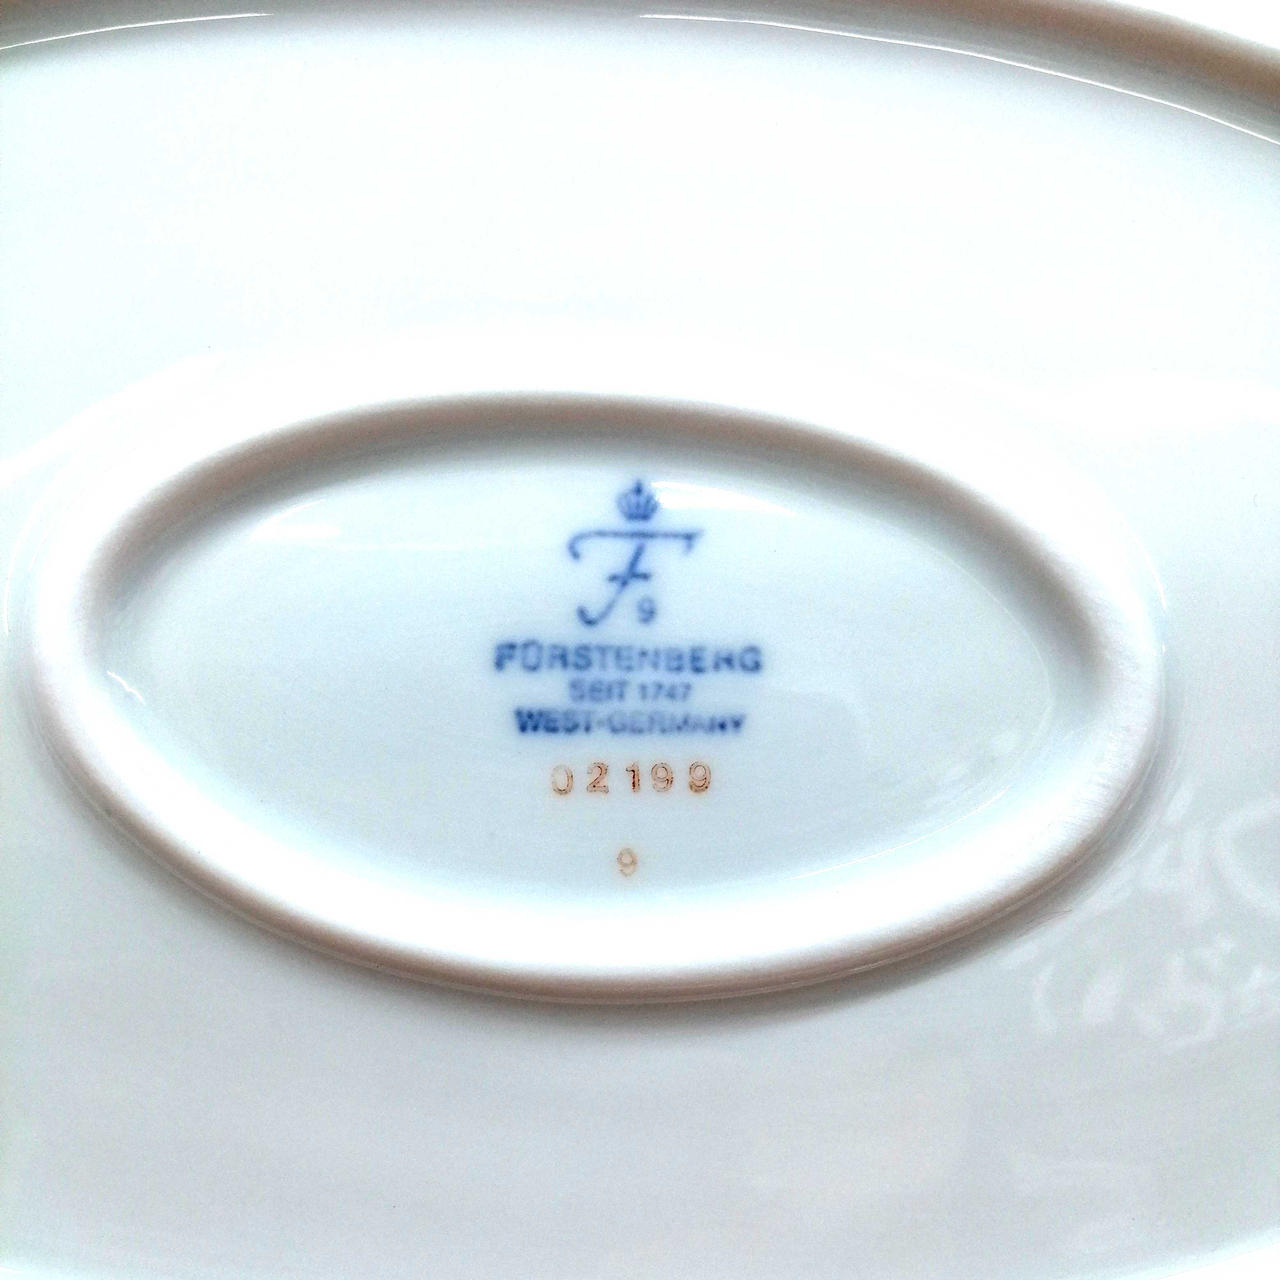 F 9
FÜRSTENBERG
SEIT 1747
WEST-GERMANY
02199
9